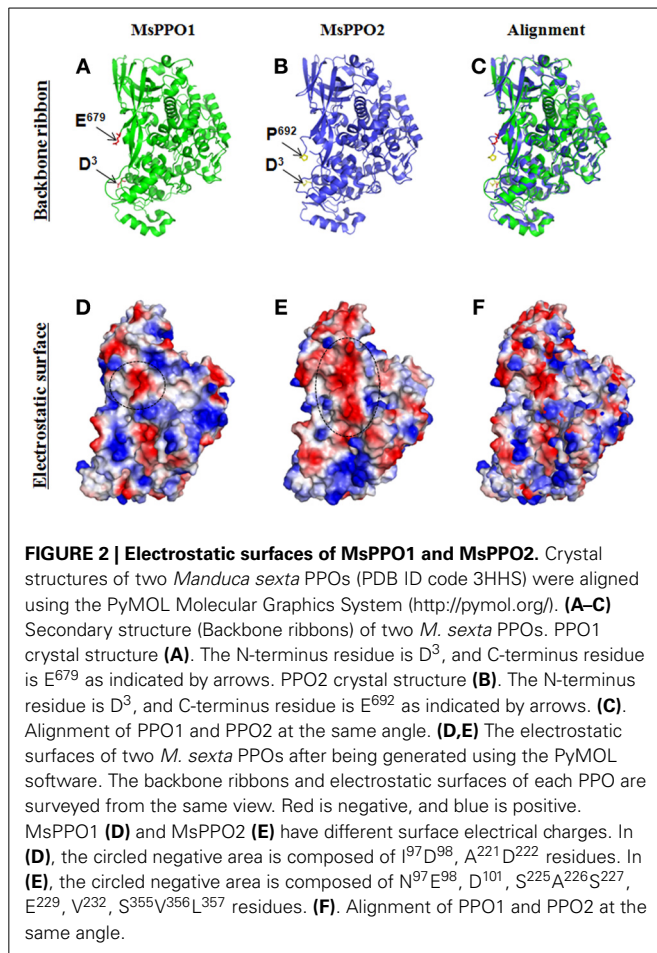 MsPPO1 MsPPO2 Alignment
Backbone ribbon
A B C
E679
D3
P692
D3
Electrostatic surface
D E F
FIGURE 2 | Electrostatic surfaces of MsPPO1 and MsPPO2. Crystal
structures of two Manduca sexta PPOs (PDB ID code 3HHS) were aligned
using the PyMOL Molecular Graphics System (http://pymol.org/). (A–C)
Secondary structure (Backbone ribbons) of two M. sexta PPOs. PPO1
crystal structure (A). The N-terminus residue is D3, and C-terminus residue
is E679 as indicated by arrows. PPO2 crystal structure (B). The N-terminus
residue is D3, and C-terminus residue is E692 as indicated by arrows. (C).
Alignment of PPO1 and PPO2 at the same angle. (D,E) The electrostatic
surfaces of two M. sexta PPOs after being generated using the PyMOL
software. The backbone ribbons and electrostatic surfaces of each PPO are
surveyed from the same view. Red is negative, and blue is positive.
MsPPO1 (D) and MsPPO2 (E) have different surface electrical charges. In
(D), the circled negative area is composed of I97D98, A221D222 residues. In
(E), the circled negative area is composed of N97E98, D101, S225A226S227,
E229, V232, S355V356L357 residues. (F). Alignment of PPO1 and PPO2 at the
same angle.